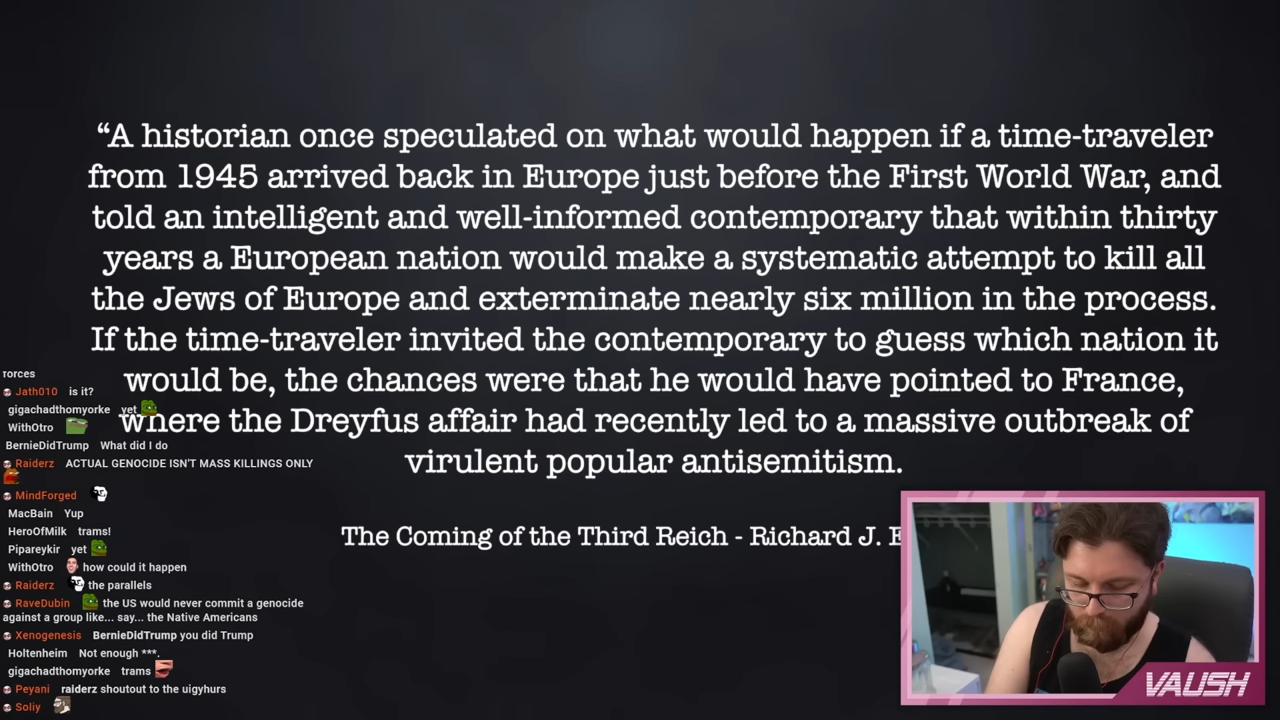 “A historian once speculated on what would happen if a time-traveler
from 1945 arrived back in Europe just before the First World War, and
told an intelligent and well-informed contemporary that within thirty
years a European nation would make a systematic attempt to kill all
the Jews of Europe and exterminate nearly six million in the process.
If the time-traveler invited the contemporary to guess which nation it
would be, the chances were that he would have pointed to France,
where the Dreyfus affair had recently led to a massive outbreak of
virulent popular antisemitism.
The Coming of the Third Reich - Richard J. E
forces
Jath010 is it?
gigachadthomyorke yet
WithOtro
BernieDidTrump What did I do
Raiderz ACTUAL GENOCIDE ISN'T MASS KILLINGS ONLY
MindForged
MacBain Yup
HeroOfMilk trams!
Pipareykir yet
WithOtro how could it happen
Raiderz the parallels
RaveDubin the US would never commit a genocide
against a group like... say... the Native Americans
Xenogenesis BernieDidTrump you did Trump
Holtenheim Not enough ***.
gigachadthomyorke trams
Peyani raiderz shoutout to the uigyhurs
Soliy
VAUSH